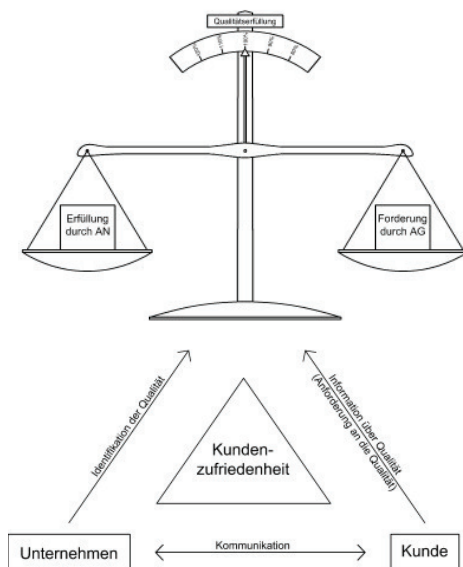 Qualitätserfüllung
Erfüllung
durch AN
Forderung
durch AG
Identifikation der Qualität
Information über Qualität
(Anforderung an die Qualität)
Kunden-
zufriedenheit
Unternehmen
Kommunikation
Kunde